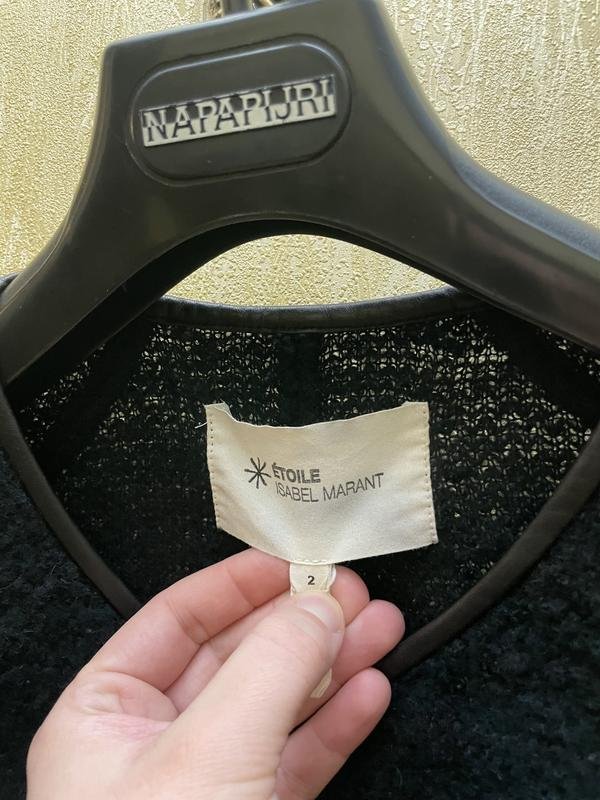 NAPAPIJRI
ÉTOILE
ISABEL MARANT
2